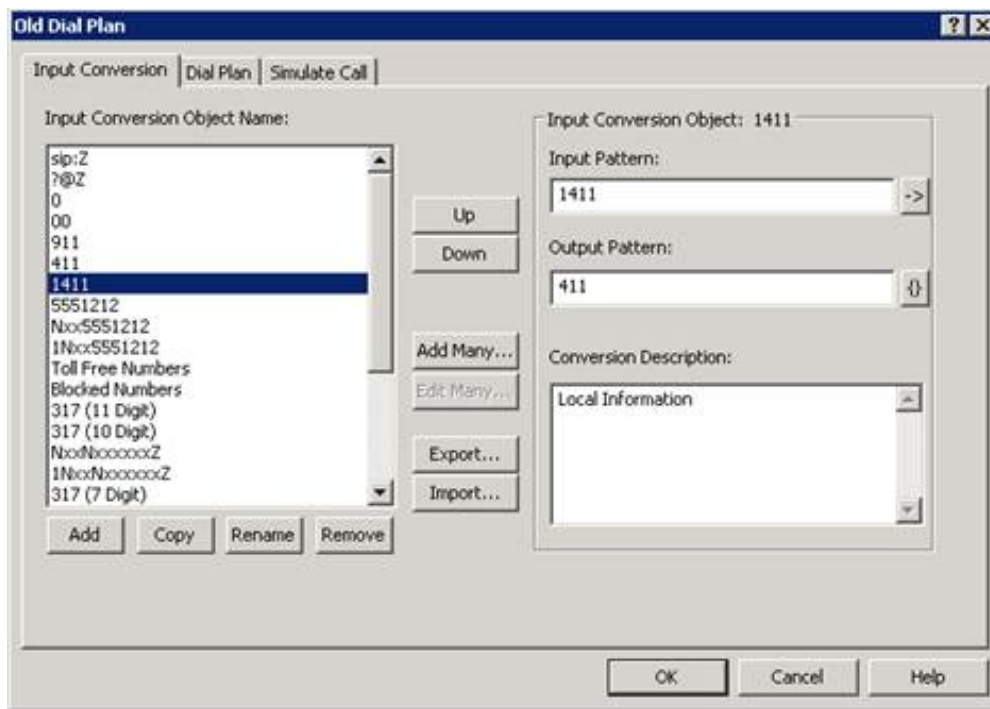 Old Dial Plan
Input Conversion
Dial Plan
Simulate Call
Input Conversion Object Name:
sip:Z
?@Z
0
00
911
411
1411
5551212
Nxx5551212
1Nxx5551212
Toll Free Numbers
Blocked Numbers
317 (11 Digit)
317 (10 Digit)
NxxNxxxxxxZ
1NxxNxxxxxxZ
317 (7 Digit)
Add
Copy
Rename
Remove
Up
Down
Add Many...
Edit Many...
Export...
Import...
Input Conversion Object: 1411
Input Pattern:
1411
->
Output Pattern:
411
{}
Conversion Description:
Local Information
OK
Cancel
Help